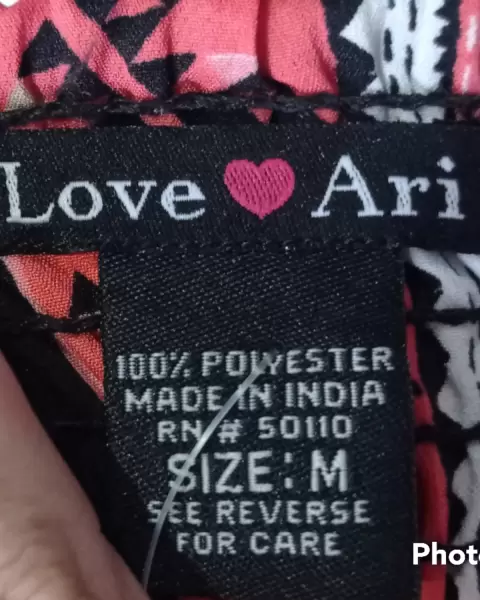 Love Ari
100% POLYESTER
MADE IN INDIA
RN# 50110
SIZE: M
SEE REVERSE
FOR CARE
Photo